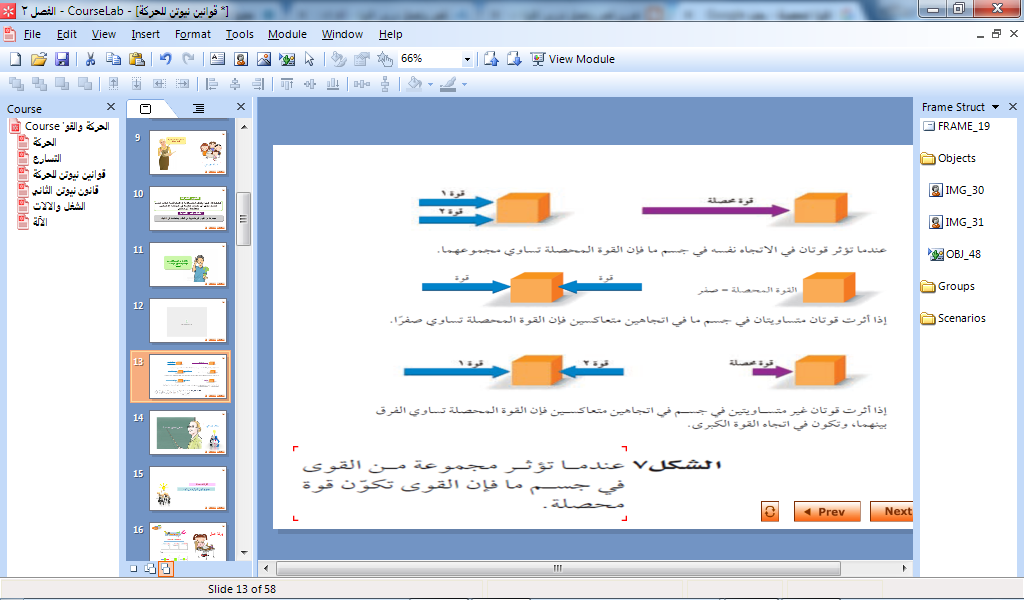 الفصل ٢ - CourseLab - [قوانين نيوتن للحركة *]
File Edit View Insert Format Tools Module Window Help
66% View Module
Course
Course 'الحركة والقو
الحركة
التسارع
قوانين نيوتن للحركة
قانون نيوتن الثاني
الشغل والآلات
الآلة
9
10
11
12
13
14
15
16
قوة ١
قوة ٢
قوة محصلة
عندما تؤثر قوتان في الاتجاه نفسه في جسم ما فإن القوة المحصلة تساوي مجموعهما.
قوة
قوة
القوة المحصلة = صفر
إذا أثرت قوتان متساويتان في جسم ما في اتجاهين متعاكسين فإن القوة المحصلة تساوي صفرًا.
قوة ١
قوة ٢
قوة محصلة
إذا أثرت قوتان غير متساويتين في جسم في اتجاهين متعاكسين فإن القوة المحصلة تساوي الفرق
بينهما، وتكون في اتجاه القوة الكبرى.
الشكل٧ عندما تؤثر مجموعة من القوى
في جسم ما فإن القوى تكوّن قوة
محصلة.
Prev
Next
Frame Struct
FRAME_19
Objects
IMG_30
IMG_31
OBJ_48
Groups
Scenarios
Slide 13 of 58